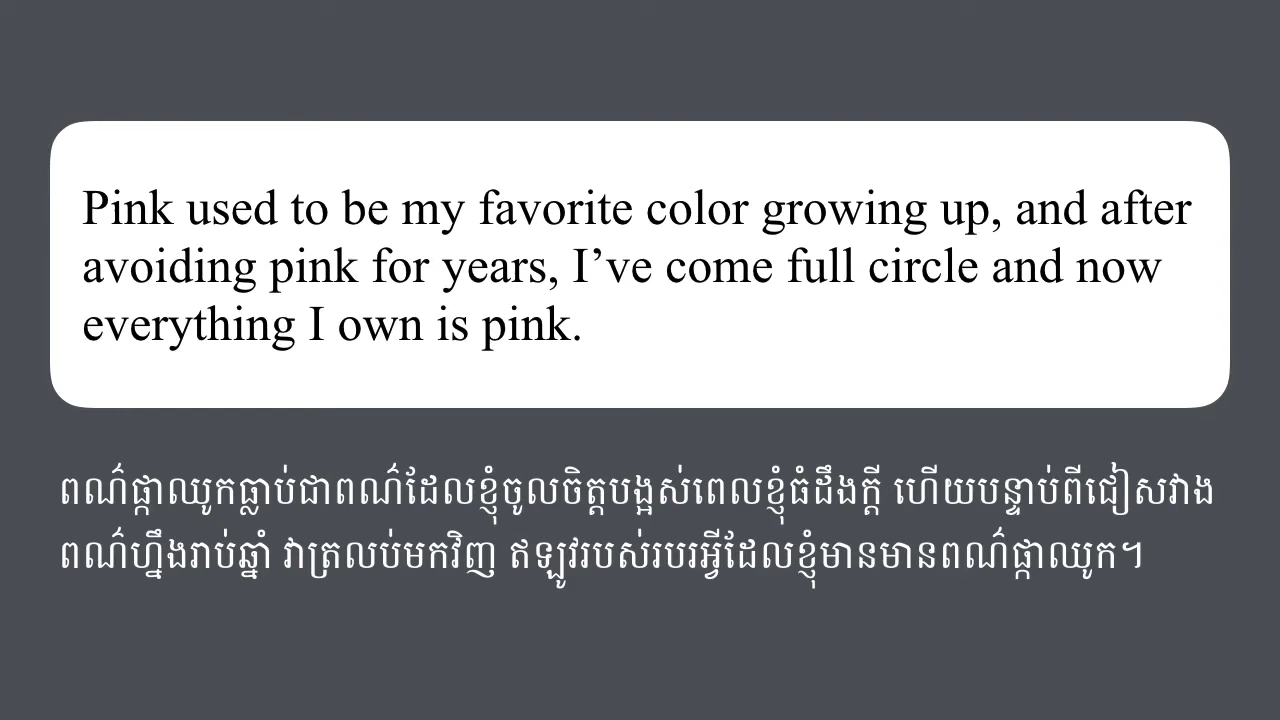 Pink used to be my favorite color growing up, and after
avoiding pink for years, I’ve come full circle and now
everything I own is pink.
ពណ៌ផ្កាឈូកធ្លាប់ជាពណ៌ដែលខ្ញុំចូលចិត្តបង្អស់ពេលខ្ញុំធំដឹងក្ដី ហើយបន្ទាប់ពីជៀសវាង
ពណ៌ហ្នឹងរាប់ឆ្នាំ វាត្រលប់មកវិញ ឥឡូវរបស់របរអ្វីដែលខ្ញុំមានមានពណ៌ផ្កាឈូក។